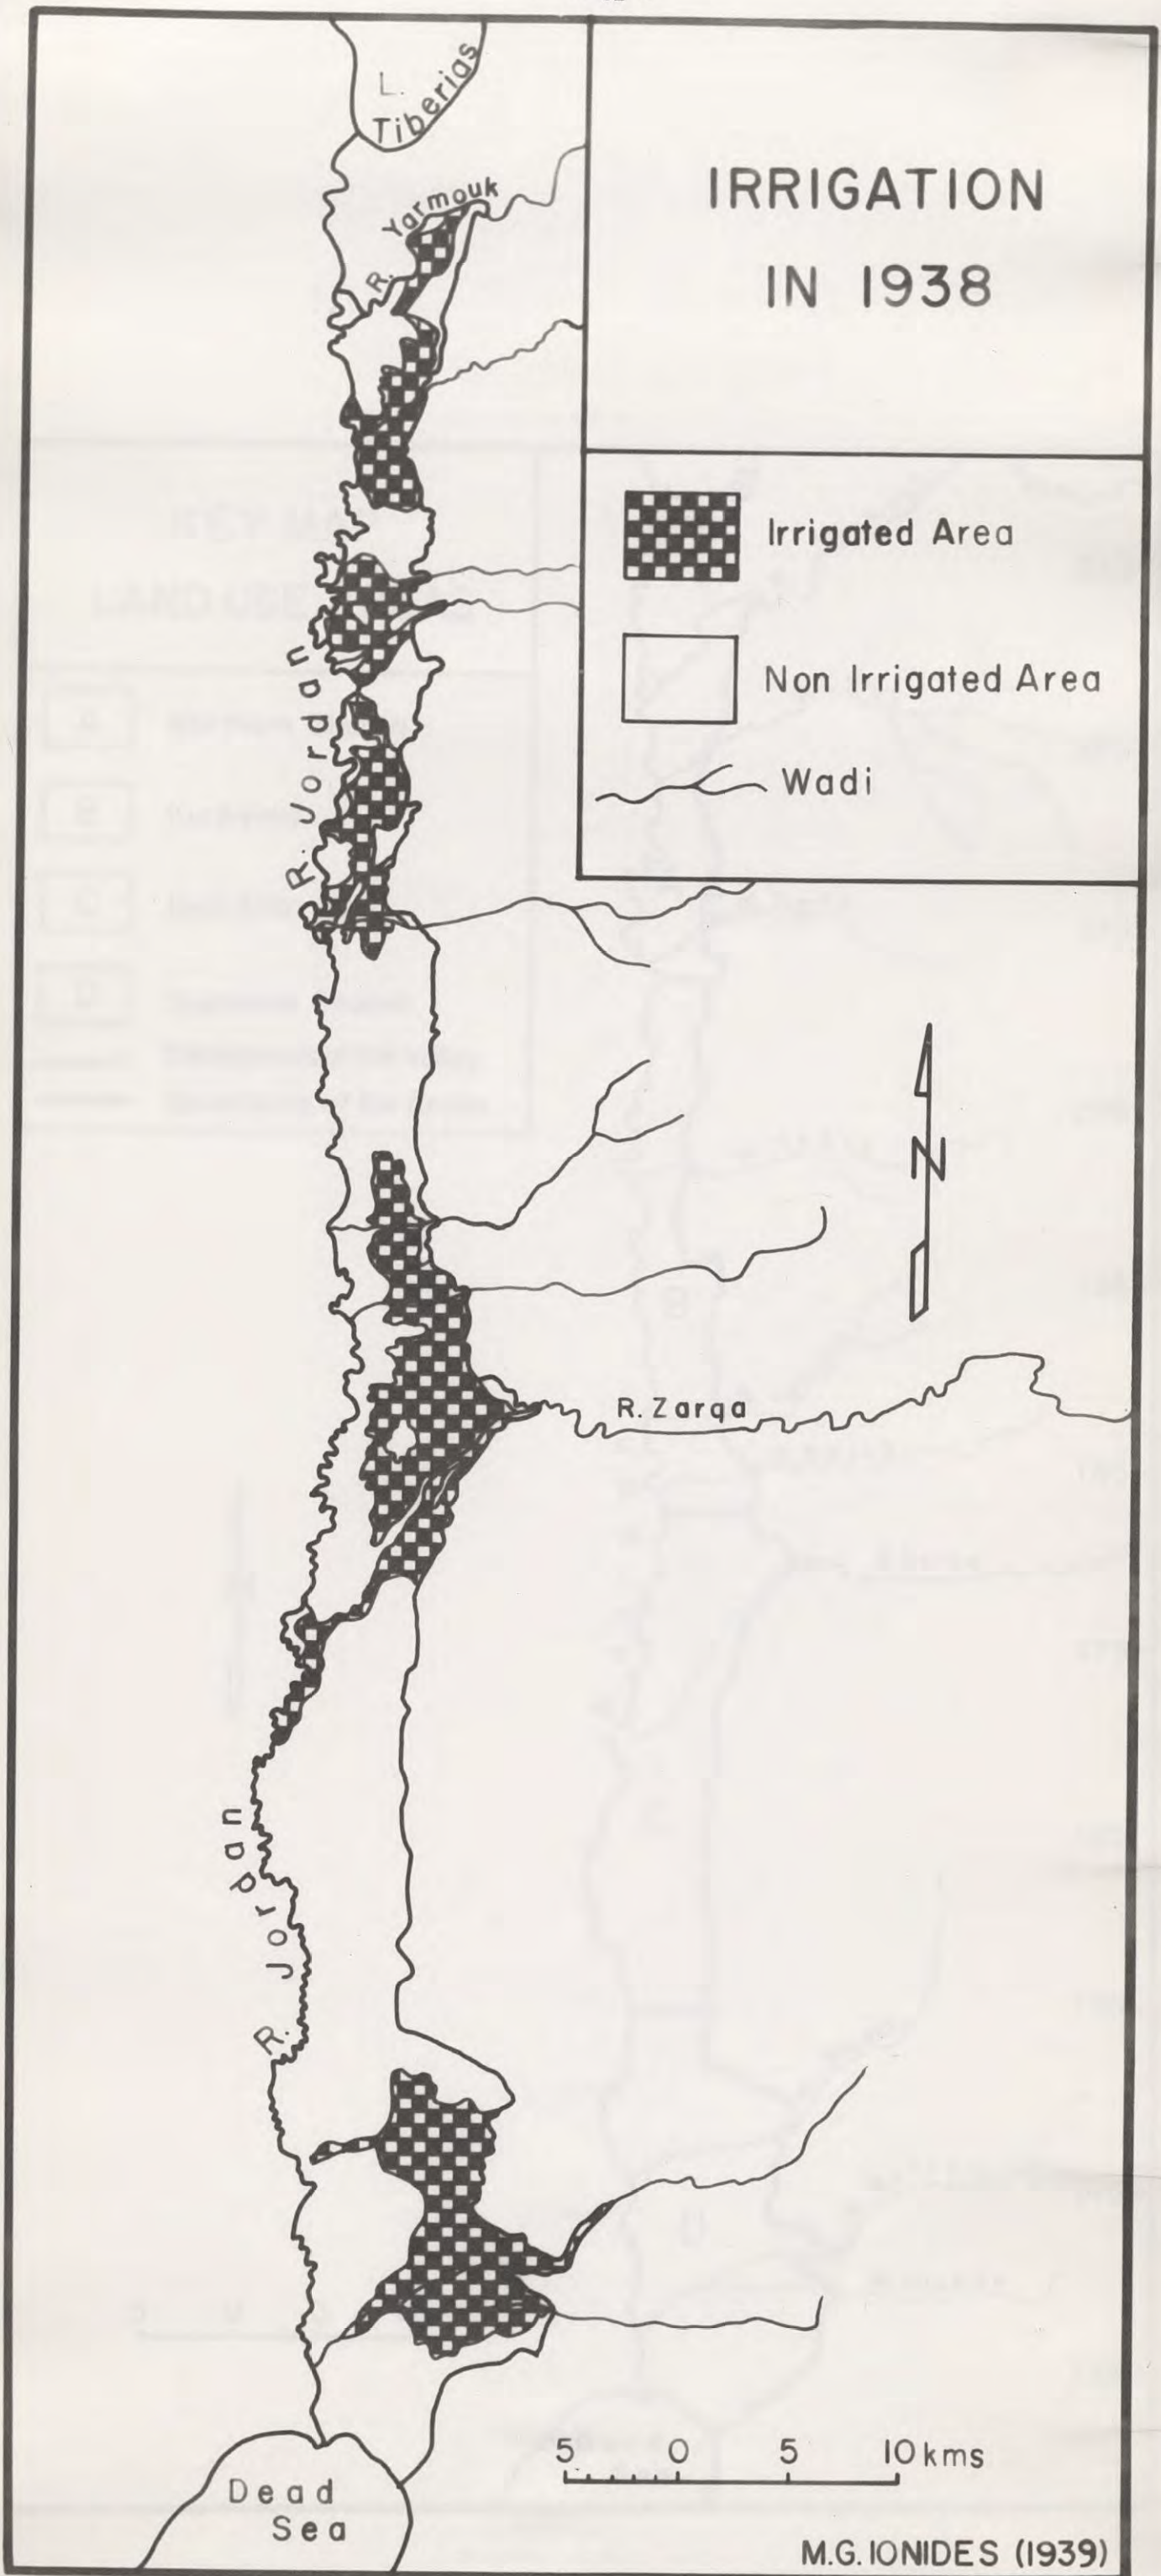 IRRIGATION
IN 1938
Irrigated Area
Non Irrigated Area
Wadi
L.
Tiberias
R. Yarmouk
R. Jordan
N
R. Zarqa
R. Jordan
5 0 5 10 kms
Dead
Sea
M.G. IONIDES (1939)